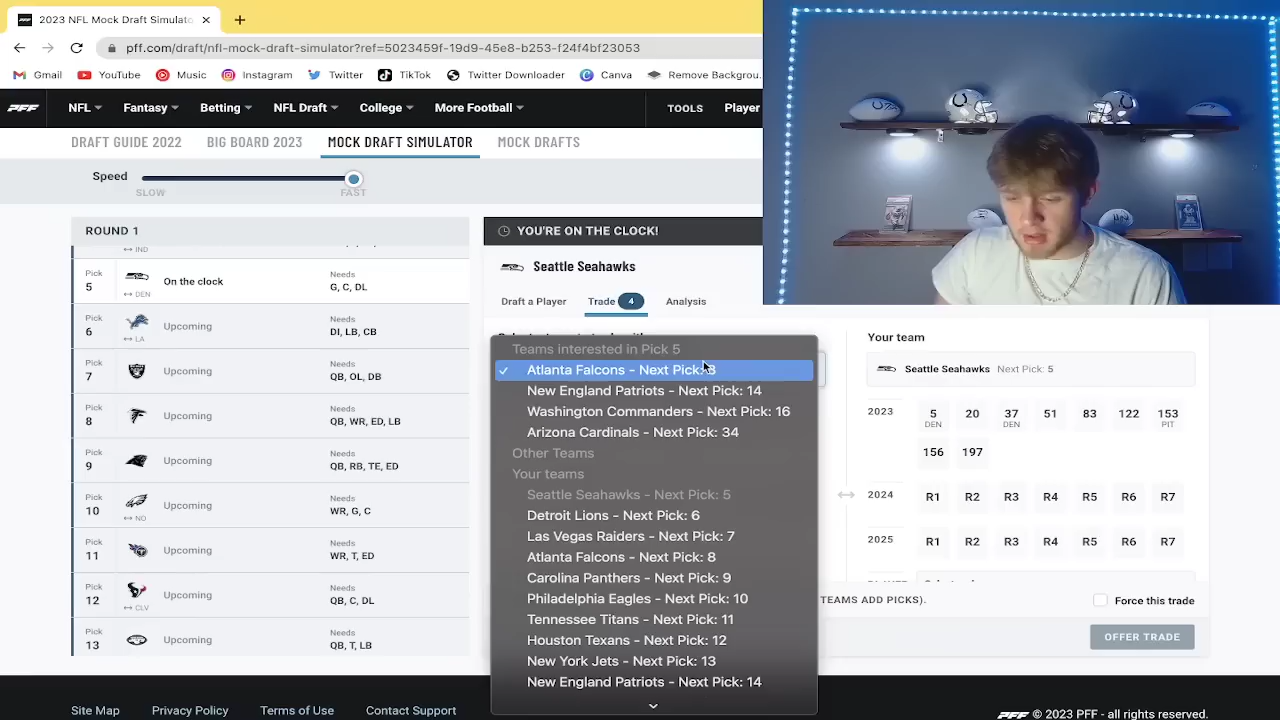 2023 NFL Mock Draft Simulato
pff.com/draft/nfl-mock-draft-simulator?ref=5023459f-19d9-45e8-b253-f24f4bf23053
Gmail YouTube Music Instagram Twitter TikTok Twitter Downloader Canva Remove Backgrou...
PFF NFL Fantasy Betting NFL Draft College More Football TOOLS Player
DRAFT GUIDE 2022 BIG BOARD 2023 MOCK DRAFT SIMULATOR MOCK DRAFTS
Speed
SLOW FAST
ROUND 1
IND
Pick 5 On the clock Needs
DEN G, C, DL
Pick 6 Upcoming Needs
LA DI, LB, CB
Pick 7 Upcoming Needs
QB, OL, DB
Pick 8 Upcoming Needs
QB, WR, ED, LB
Pick 9 Upcoming Needs
QB, RB, TE, ED
Pick 10 Upcoming Needs
NO WR, G, C
Pick 11 Upcoming Needs
WR, T, ED
Pick 12 Upcoming Needs
CLV QB, C, DL
Pick 13 Upcoming Needs
QB, T, LB
YOU'RE ON THE CLOCK!
Seattle Seahawks
Draft a Player Trade 4 Analysis
Teams interested in Pick 5
✓ Atlanta Falcons - Next Pick: 8
New England Patriots - Next Pick: 14
Washington Commanders - Next Pick: 16
Arizona Cardinals - Next Pick: 34
Other Teams
Your teams
Seattle Seahawks - Next Pick: 5
Detroit Lions - Next Pick: 6
Las Vegas Raiders - Next Pick: 7
Atlanta Falcons - Next Pick: 8
Carolina Panthers - Next Pick: 9
Philadelphia Eagles - Next Pick: 10
Tennessee Titans - Next Pick: 11
Houston Texans - Next Pick: 12
New York Jets - Next Pick: 13
New England Patriots - Next Pick: 14
Your team
Seattle Seahawks Next Pick: 5
2023 5 20 37 51 83 122 153
DEN DEN PIT
156 197
2024 R1 R2 R3 R4 R5 R6 R7
2025 R1 R2 R3 R4 R5 R6 R7
TEAMS ADD PICKS).
Force this trade
OFFER TRADE
Site Map Privacy Policy Terms of Use Contact Support
PFF © 2023 PFF - all rights reserved.